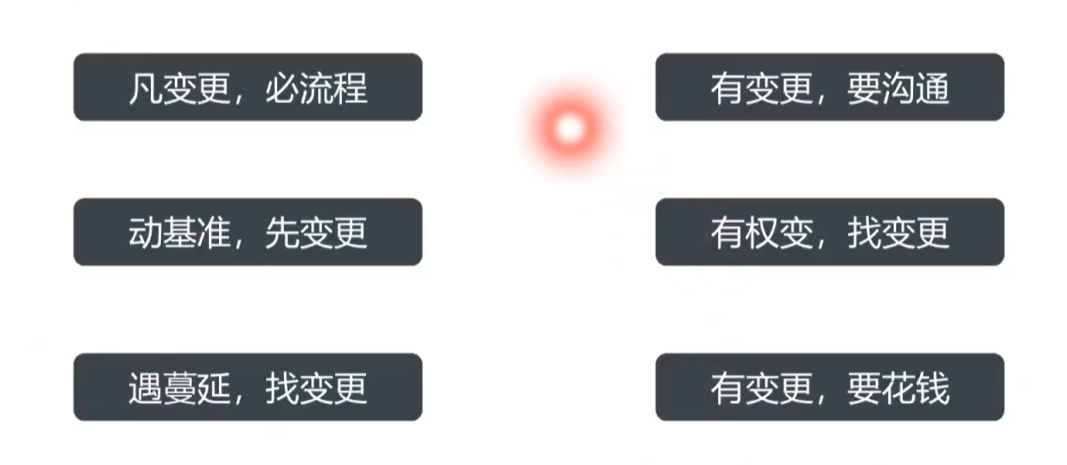 凡变更，必流程
有变更，要沟通
动基准，先变更
有权变，找变更
遇蔓延，找变更
有变更，要花钱